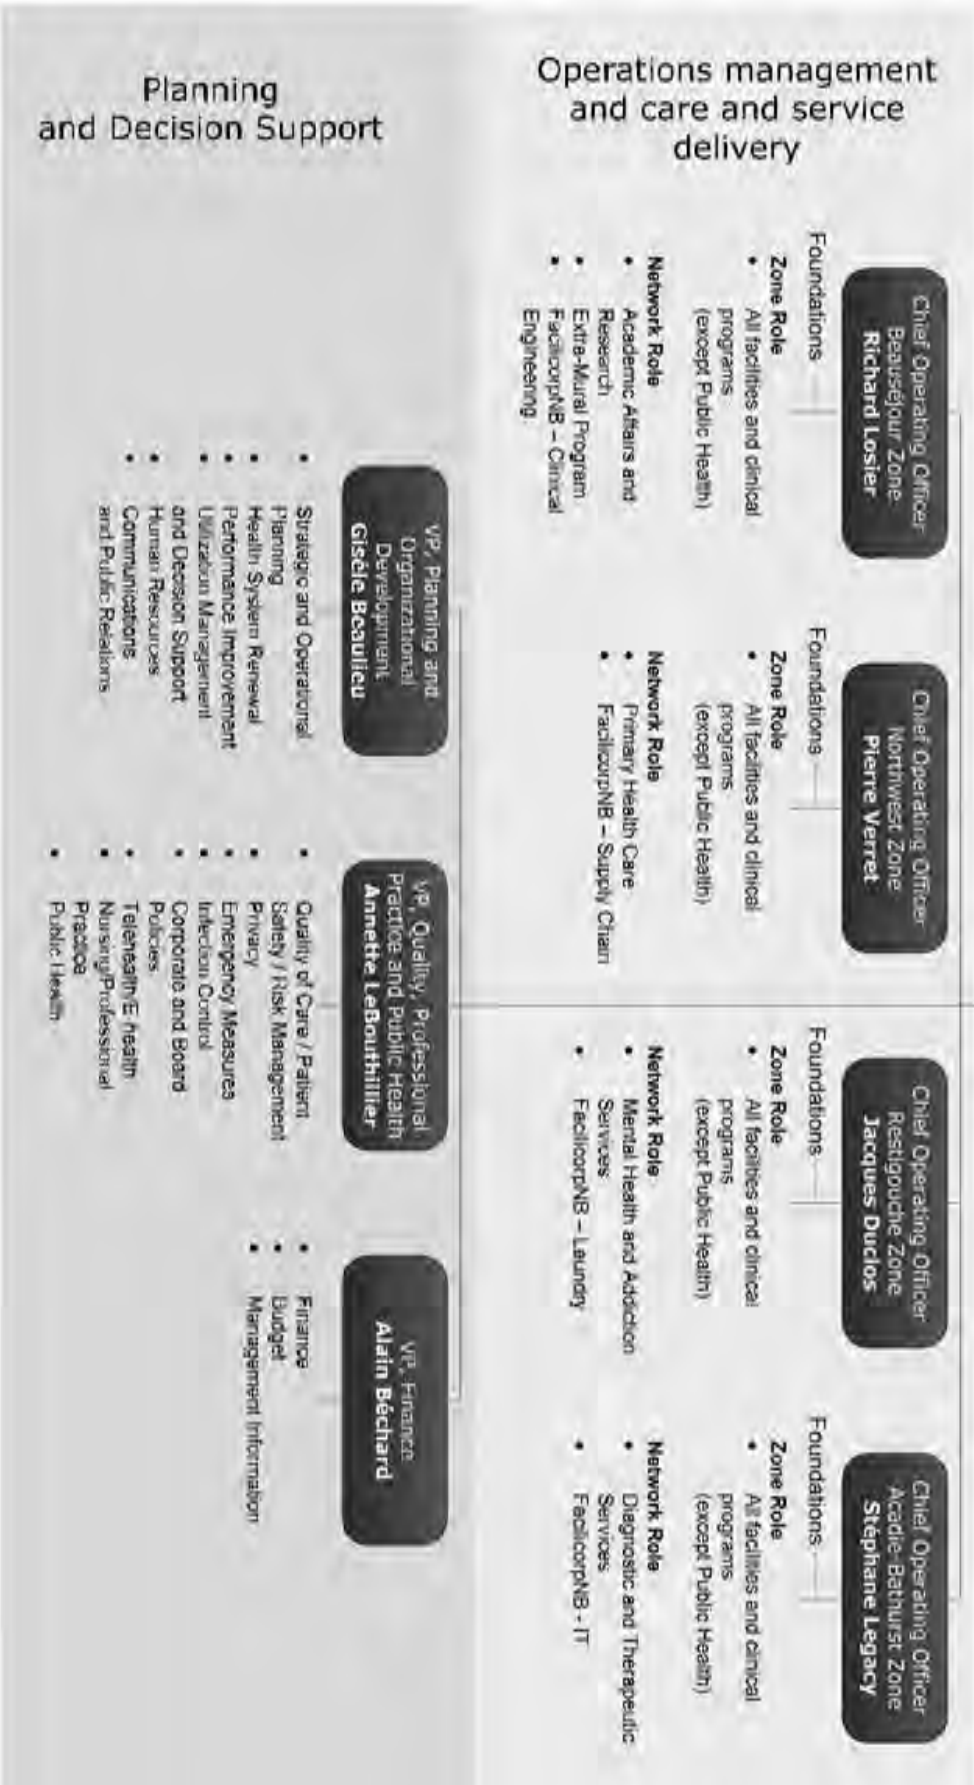 Operations management
and care and service
delivery
Chief Operating Officer
Beauséjour Zone
Richard Losier
Foundations
Zone Role
• All facilities and clinical
programs
(except Public Health)
Network Role
• Academic Affairs and
Research
• Extra-Mural Program
• FacilicorpNB – Clinical
Engineering
Chief Operating Officer
Northwest Zone
Pierre Verret
Foundations
Zone Role
• All facilities and clinical
programs
(except Public Health)
Network Role
• Primary Health Care
• FacilicorpNB – Supply Chain
Chief Operating Officer
Restigouche Zone
Jacques Duclos
Foundations
Zone Role
• All facilities and clinical
programs
(except Public Health)
Network Role
• Mental Health and Addiction
Services
• FacilicorpNB – Laundry
Chief Operating Officer
Acadie-Bathurst Zone
Stéphane Legacy
Foundations
Zone Role
• All facilities and clinical
programs
(except Public Health)
Network Role
• Diagnostic and Therapeutic
Services
• FacilicorpNB - IT
Planning
and Decision Support
VP, Planning and
Organizational
Development
Gisèle Beaulieu
• Strategic and Operational
Planning
• Health System Renewal
• Performance Improvement
• Utilization Management
and Decision Support
• Human Resources
• Communications
and Public Relations
VP, Quality, Professional
Practice and Public Health
Annette LeBouthillier
• Quality of Care / Patient
Safety / Risk Management
• Privacy
• Emergency Measures
• Infection Control
• Corporate and Board
Policies
• Telehealth/E health
• Nursing/Professional
Practice
• Public Health
VP, Finance
Alain Béchard
• Finance
• Budget
• Management Information